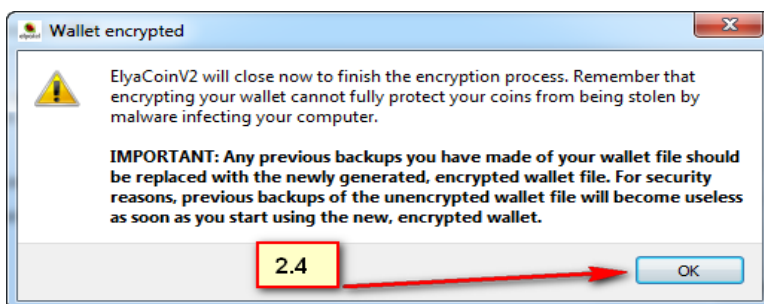 Wallet encrypted
ElyaCoinV2 will close now to finish the encryption process. Remember that
encrypting your wallet cannot fully protect your coins from being stolen by
malware infecting your computer.
IMPORTANT: Any previous backups you have made of your wallet file should
be replaced with the newly generated, encrypted wallet file. For security
reasons, previous backups of the unencrypted wallet file will become useless
as soon as you start using the new, encrypted wallet.
2.4
OK